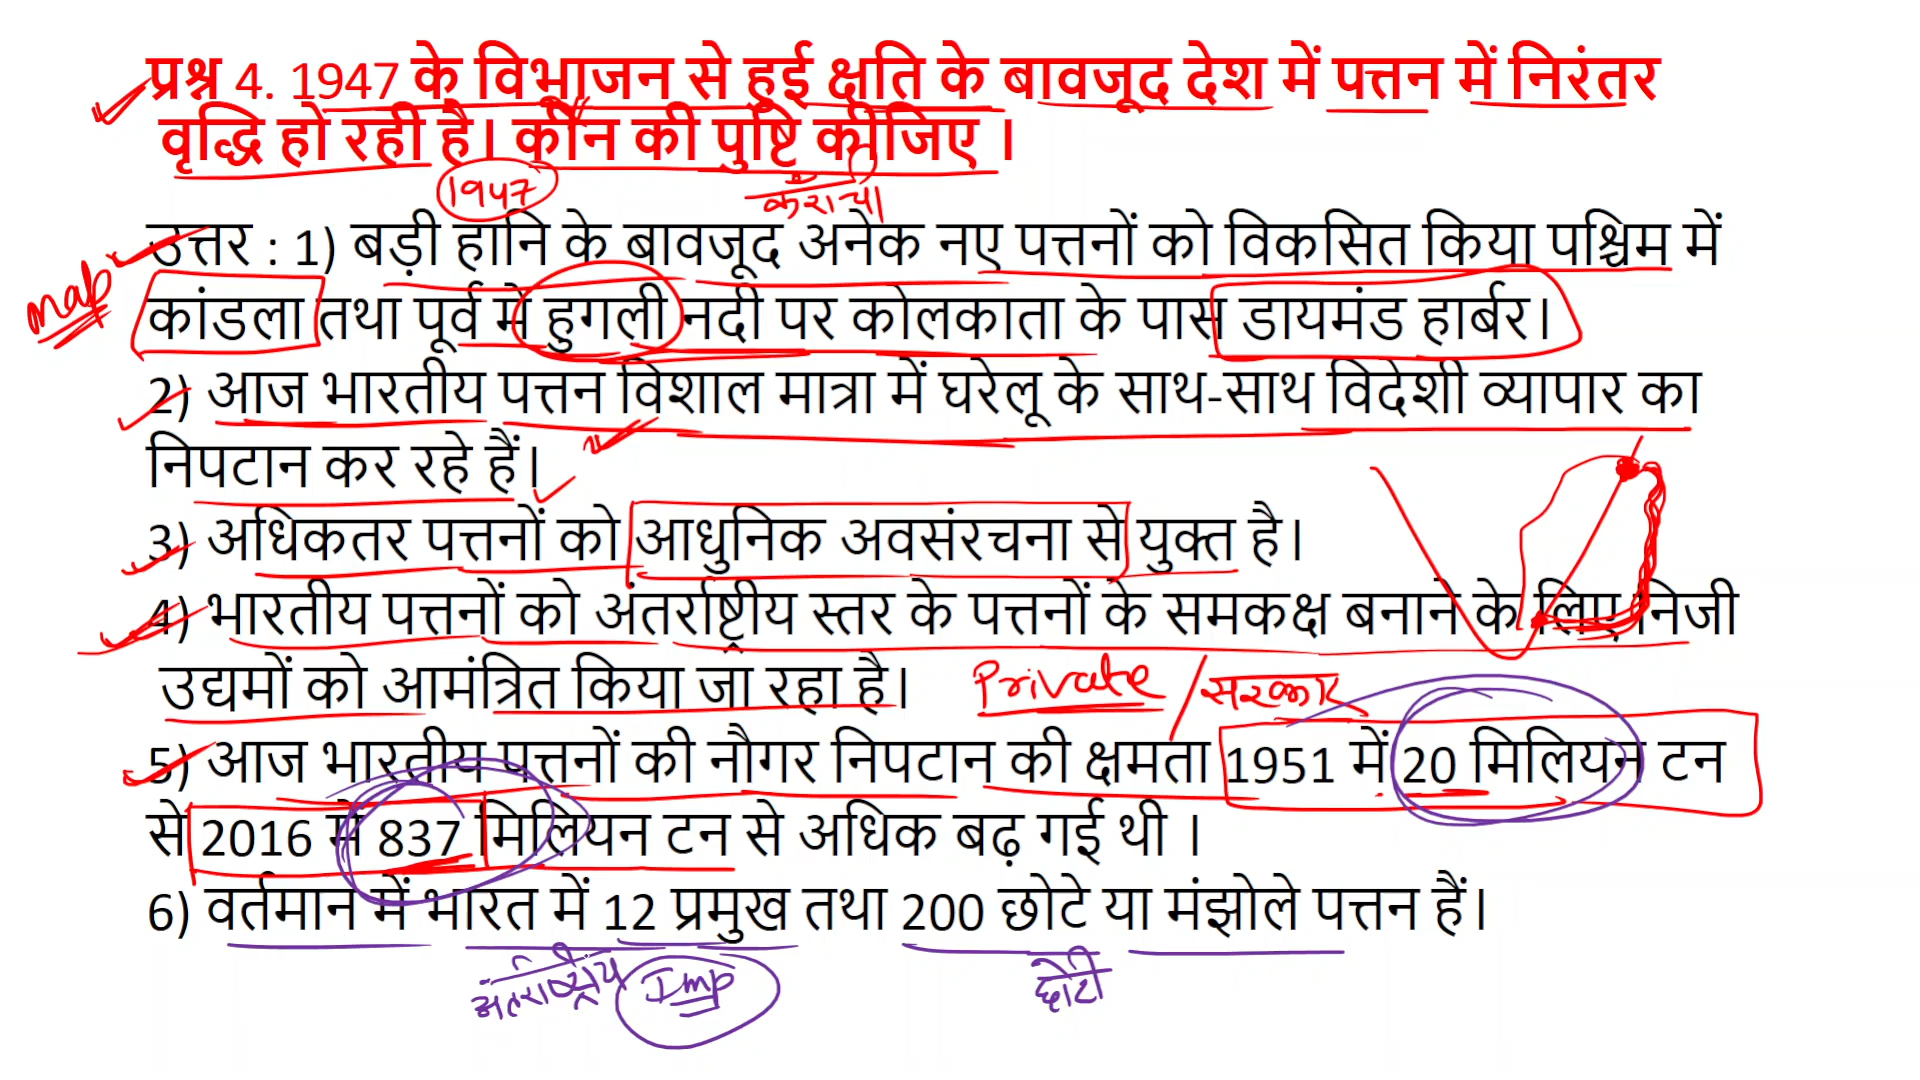 प्रश्न 4. 1947 के विभाजन से हुई क्षति के बावजूद देश में पत्तन में निरंतर
वृद्धि हो रही है। कौन की पुष्टि कीजिए ।
1947
कराची
उत्तर : 1) बड़ी हानि के बावजूद अनेक नए पत्तनों को विकसित किया पश्चिम में
map
कांडला तथा पूर्व में हुगली नदी पर कोलकाता के पास डायमंड हार्बर।
2) आज भारतीय पत्तन विशाल मात्रा में घरेलू के साथ-साथ विदेशी व्यापार का
निपटान कर रहे हैं।
3) अधिकतर पत्तनों को आधुनिक अवसंरचना से युक्त है।
4) भारतीय पत्तनों को अंतर्राष्ट्रीय स्तर के पत्तनों के समकक्ष बनाने के लिए निजी
उद्यमों को आमंत्रित किया जा रहा है।
Private / सरकार
5) आज भारतीय पत्तनों की नौगर निपटान की क्षमता 1951 में 20 मिलियन टन
से 2016 में 837 मिलियन टन से अधिक बढ़ गई थी ।
6) वर्तमान में भारत में 12 प्रमुख तथा 200 छोटे या मंझोले पत्तन हैं।
अंतर्राष्ट्रीय Imp छोटी